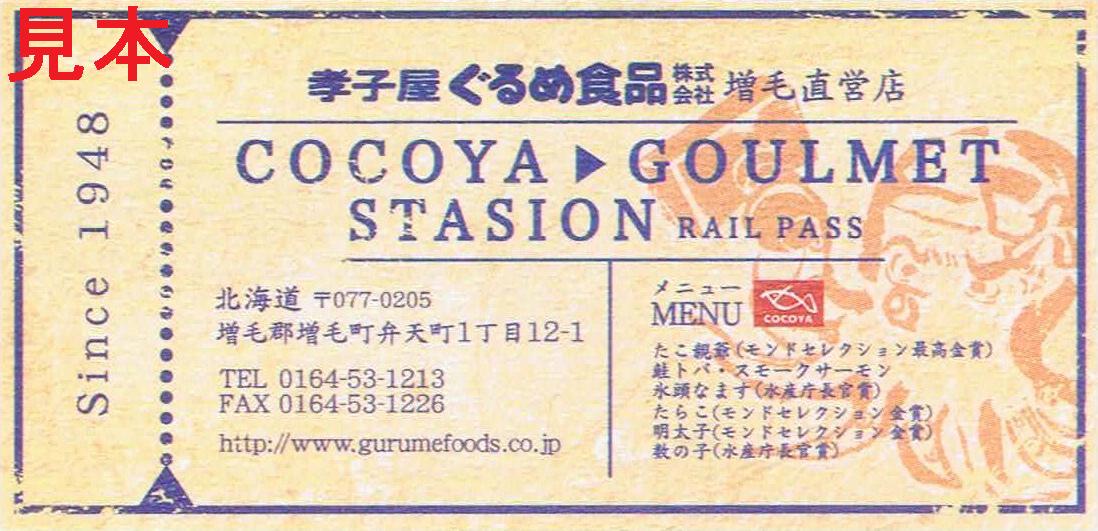 見本
Since 1948
孝子屋ぐるめ食品株式会社 増毛直営店
COCOYA▶GOULMET
STASION RAIL PASS
北海道 〒077-0205
増毛郡増毛町弁天町1丁目12-1
TEL 0164-53-1213
FAX 0164-53-1226
http://www.gurumefoods.co.jp
メニュー
MENU
COCOYA
たこ親爺(モンドセレクション最高金賞)
鮭トバ・スモークサーモン
氷頭なます(水産庁長官賞)
たらこ(モンドセレクション金賞)
明太子(モンドセレクション金賞)
数の子(水産庁長官賞)